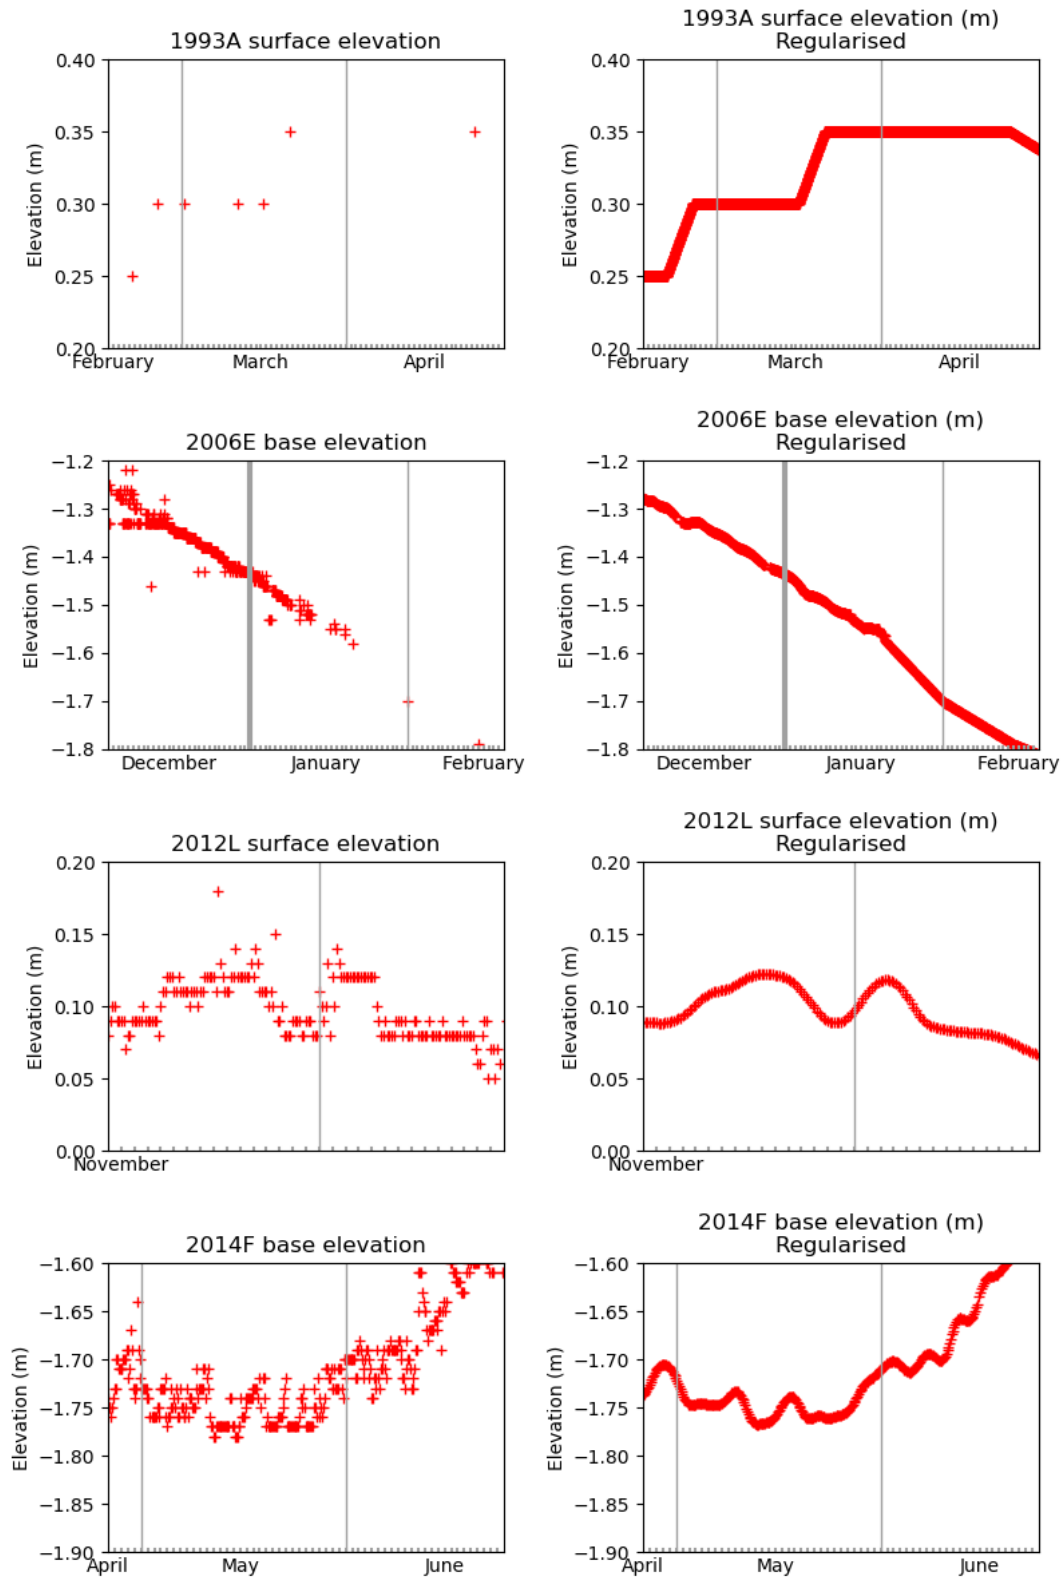 1993A surface elevation
0.40
0.35
0.30
0.25
0.20
Elevation (m)
February March April
1993A surface elevation (m)
Regularised
0.40
0.35
0.30
0.25
0.20
Elevation (m)
February March April
2006E base elevation
−1.2
−1.3
−1.4
−1.5
−1.6
−1.7
−1.8
Elevation (m)
December January February
2006E base elevation (m)
Regularised
−1.2
−1.3
−1.4
−1.5
−1.6
−1.7
−1.8
Elevation (m)
December January February
2012L surface elevation
0.20
0.15
0.10
0.05
0.00
Elevation (m)
November
2012L surface elevation (m)
Regularised
0.20
0.15
0.10
0.05
0.00
Elevation (m)
November
2014F base elevation
−1.60
−1.65
−1.70
−1.75
−1.80
−1.85
−1.90
Elevation (m)
April May June
2014F base elevation (m)
Regularised
−1.60
−1.65
−1.70
−1.75
−1.80
−1.85
−1.90
Elevation (m)
April May June